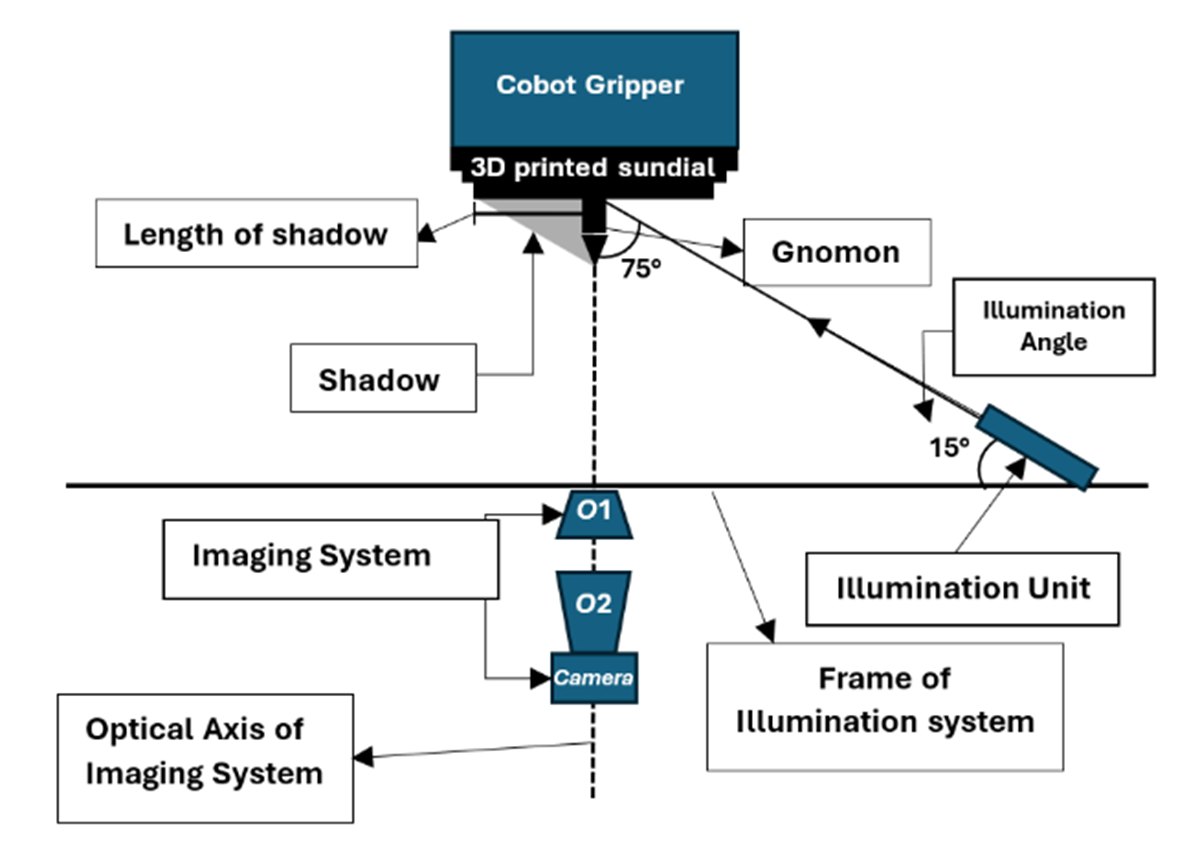 Cobot Gripper
3D printed sundial
Length of shadow
Gnomon
75°
Illumination
Angle
Shadow
15°
O1
Imaging System
Illumination Unit
O2
Camera
Frame of
Illumination system
Optical Axis of
Imaging System